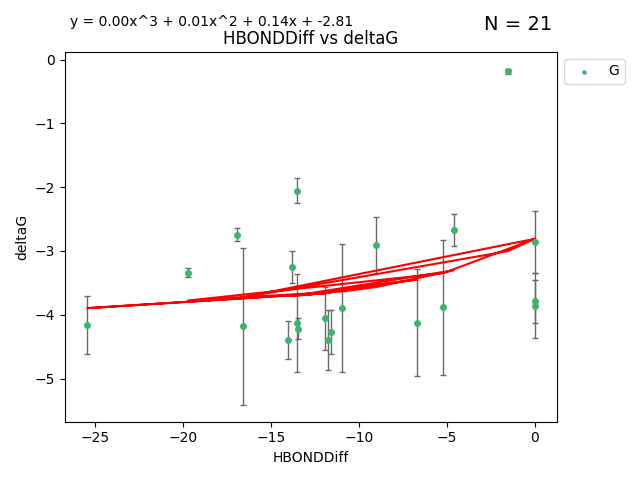 y = 0.00x^3 + 0.01x^2 + 0.14x + -2.81
N = 21
HBONDDiff vs deltaG
G
0
−1
−2
−3
−4
−5
deltaG
−25
−20
−15
−10
−5
0
HBONDDiff